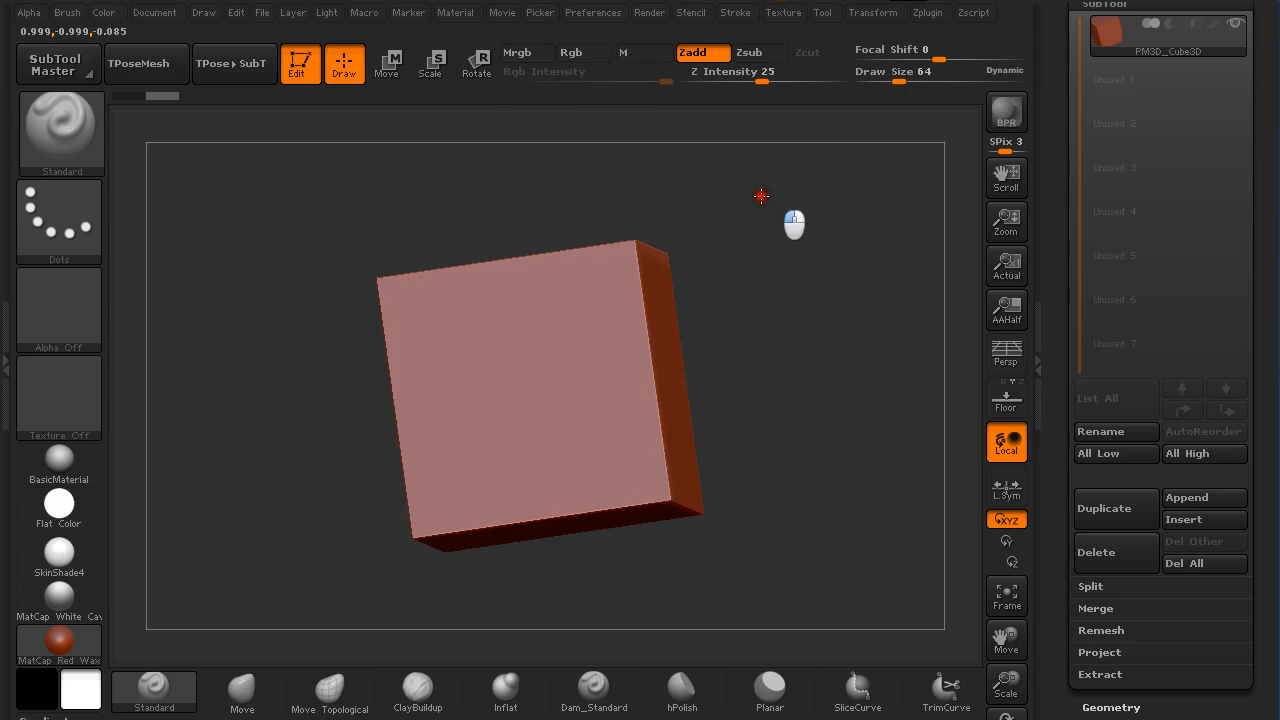 Alpha Brush Color Document Draw Edit File Layer Light Macro Marker Material Movie Picker Preferences Render Stencil Stroke Texture Tool Transform Zplugin Zscript
SubTool
0.999,-0.999,-0.085
SubTool Master
TPoseMesh
TPose▸SubT
Edit
Draw
Move
Scale
Rotate
Mrgb Rgb M Zadd Zsub Zcut
Rgb Intensity
Z Intensity 25
Focal Shift 0
Draw Size 64
Dynamic
Standard
Dots
Alpha Off
Texture Off
BasicMaterial
Flat Color
SkinShade4
MatCap White Cav
MatCap Red Wax
BPR
SPix 3
Scroll
Zoom
Actual
AAHalf
Persp
Floor
Local
L.Sym
XYZ
Y
Z
Frame
Move
Scale
PM3D_Cube3D
Unused 1
Unused 2
Unused 3
Unused 4
Unused 5
Unused 6
Unused 7
List All
Rename AutoReorder
All Low All High
Duplicate
Append
Insert
Delete
Del Other
Del All
Split
Merge
Remesh
Project
Extract
Geometry
Standard Move Move Topological ClayBuildup Inflat Dam_Standard hPolish Planar SliceCurve TrimCurve